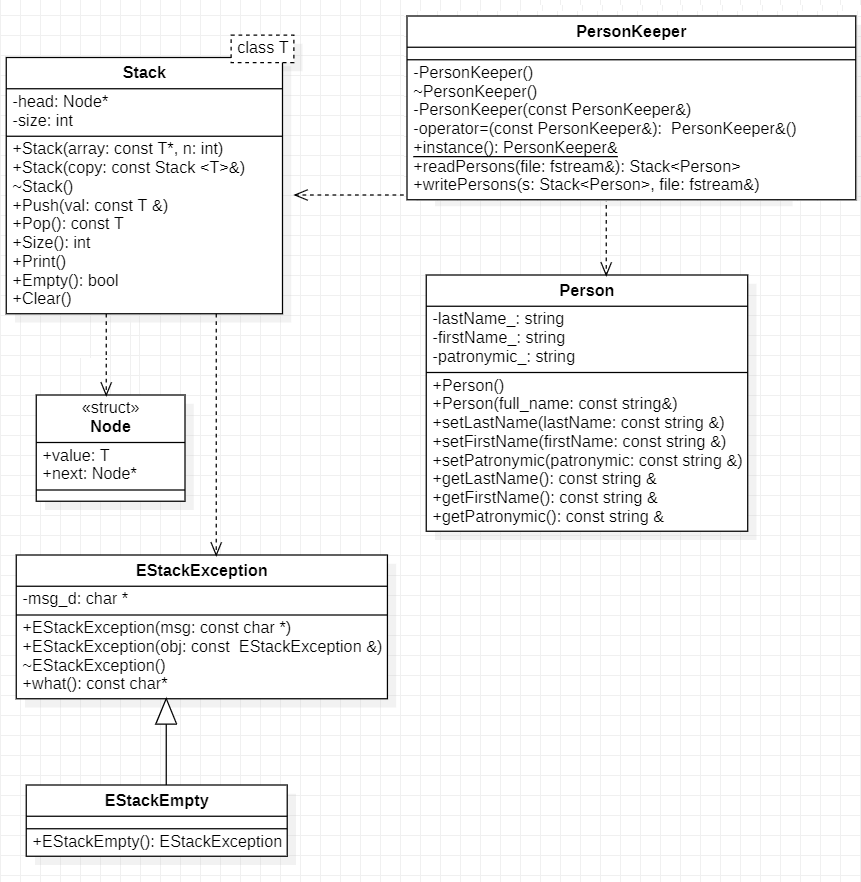 class T
Stack
-head: Node*
-size: int
+Stack(array: const T*, n: int)
+Stack(copy: const Stack <T>&)
~Stack()
+Push(val: const T &)
+Pop(): const T
+Size(): int
+Print()
+Empty(): bool
+Clear()
PersonKeeper
-PersonKeeper()
~PersonKeeper()
-PersonKeeper(const PersonKeeper&)
-operator=(const PersonKeeper&):  PersonKeeper&()
+instance(): PersonKeeper&
+readPersons(file: fstream&): Stack<Person>
+writePersons(s: Stack<Person>, file: fstream&)
Person
-lastName_: string
-firstName_: string
-patronymic_: string
+Person()
+Person(full_name: const string&)
+setLastName(lastName: const string &)
+setFirstName(firstName: const string &)
+setPatronymic(patronymic: const string &)
+getLastName(): const string &
+getFirstName(): const string &
+getPatronymic(): const string &
«struct»
Node
+value: T
+next: Node*
EStackException
-msg_d: char *
+EStackException(msg: const char *)
+EStackException(obj: const  EStackException &)
~EStackException()
+what(): const char*
EStackEmpty
+EStackEmpty(): EStackException